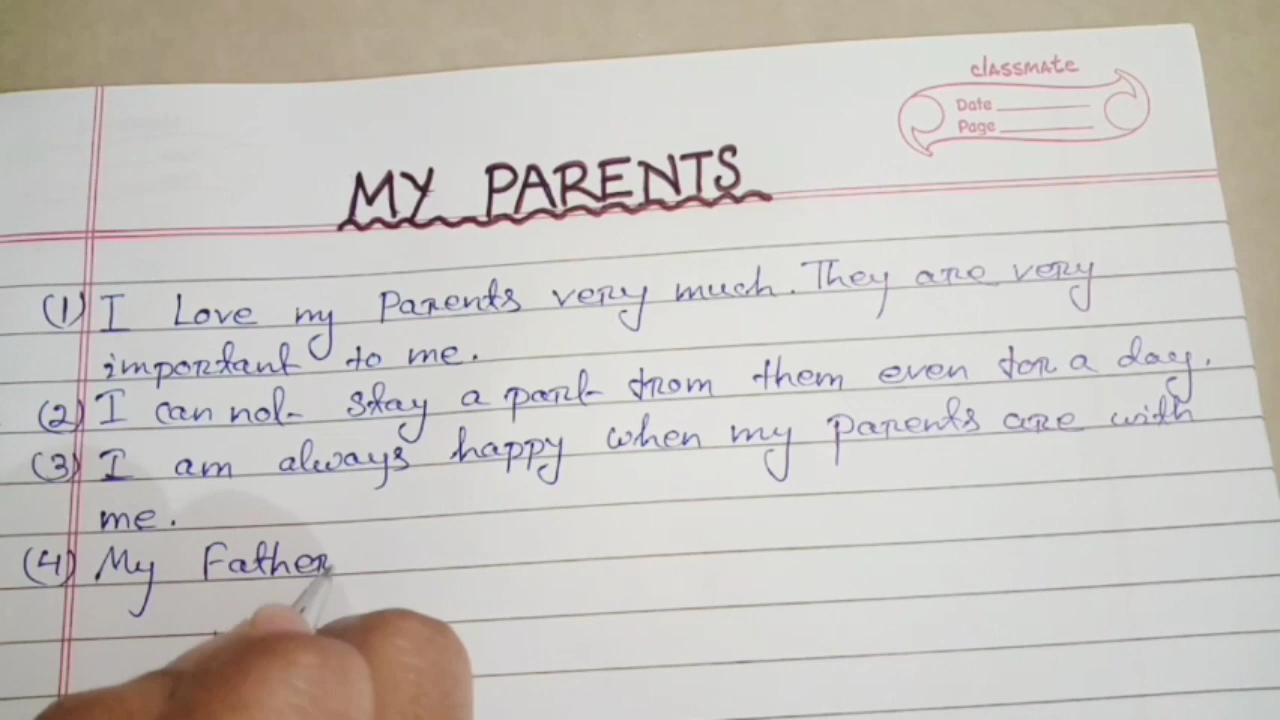 classmate
Date
Page
MY PARENTS
(1) I Love my Parents very much. They are very
important to me.
(2) I can not stay a part from them even for a day.
(3) I am always happy when my parents are with
me.
(4) My Father